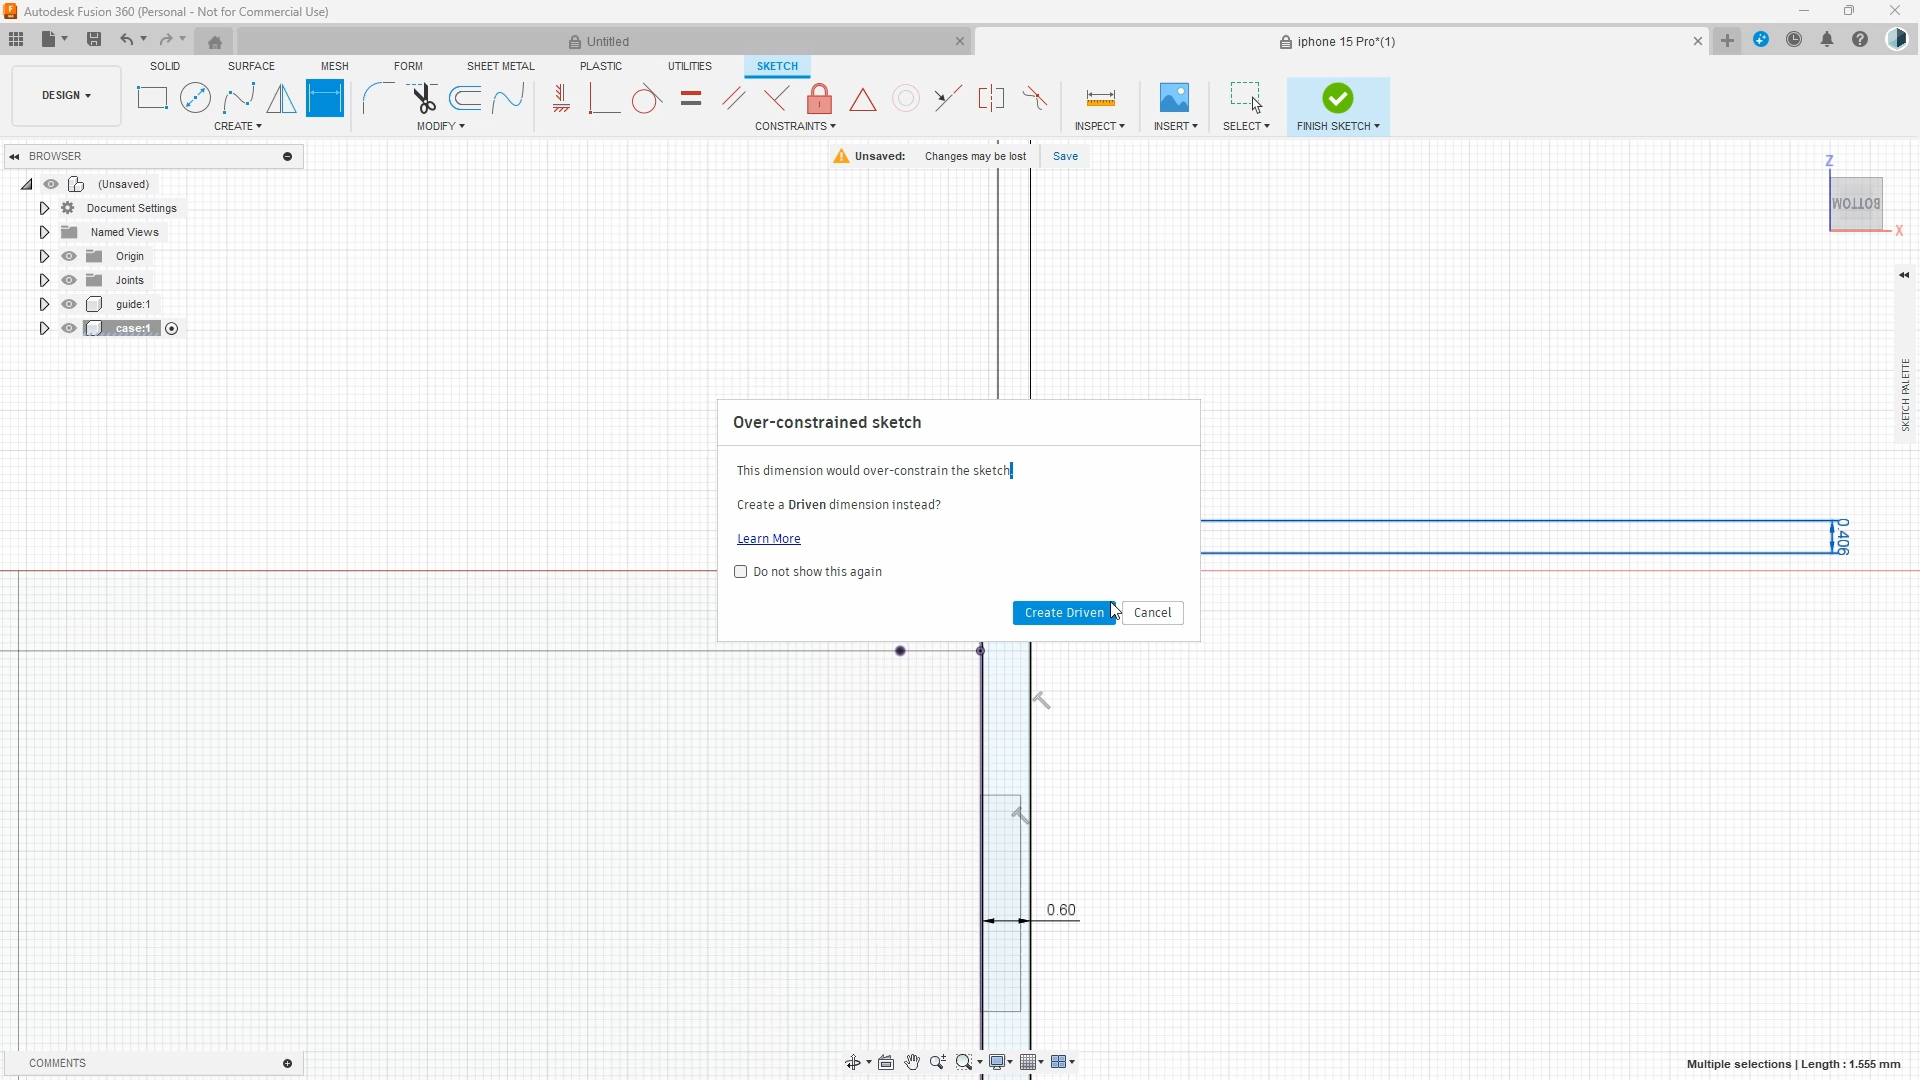 Autodesk Fusion 360 (Personal - Not for Commercial Use)
Untitled
iphone 15 Pro*(1)
SOLID
SURFACE
MESH
FORM
SHEET METAL
PLASTIC
UTILITIES
SKETCH
DESIGN
CREATE
MODIFY
CONSTRAINTS
INSPECT
INSERT
SELECT
FINISH SKETCH
BROWSER
Unsaved: Changes may be lost Save
(Unsaved)
Document Settings
Named Views
Origin
Joints
guide:1
case:1
Z
BOTTOM
X
SKETCH PALETTE
Over-constrained sketch
This dimension would over-constrain the sketch.
Create a Driven dimension instead?
Learn More
Do not show this again
Create Driven
Cancel
0.406
0.60
COMMENTS
Multiple selections | Length : 1.555 mm